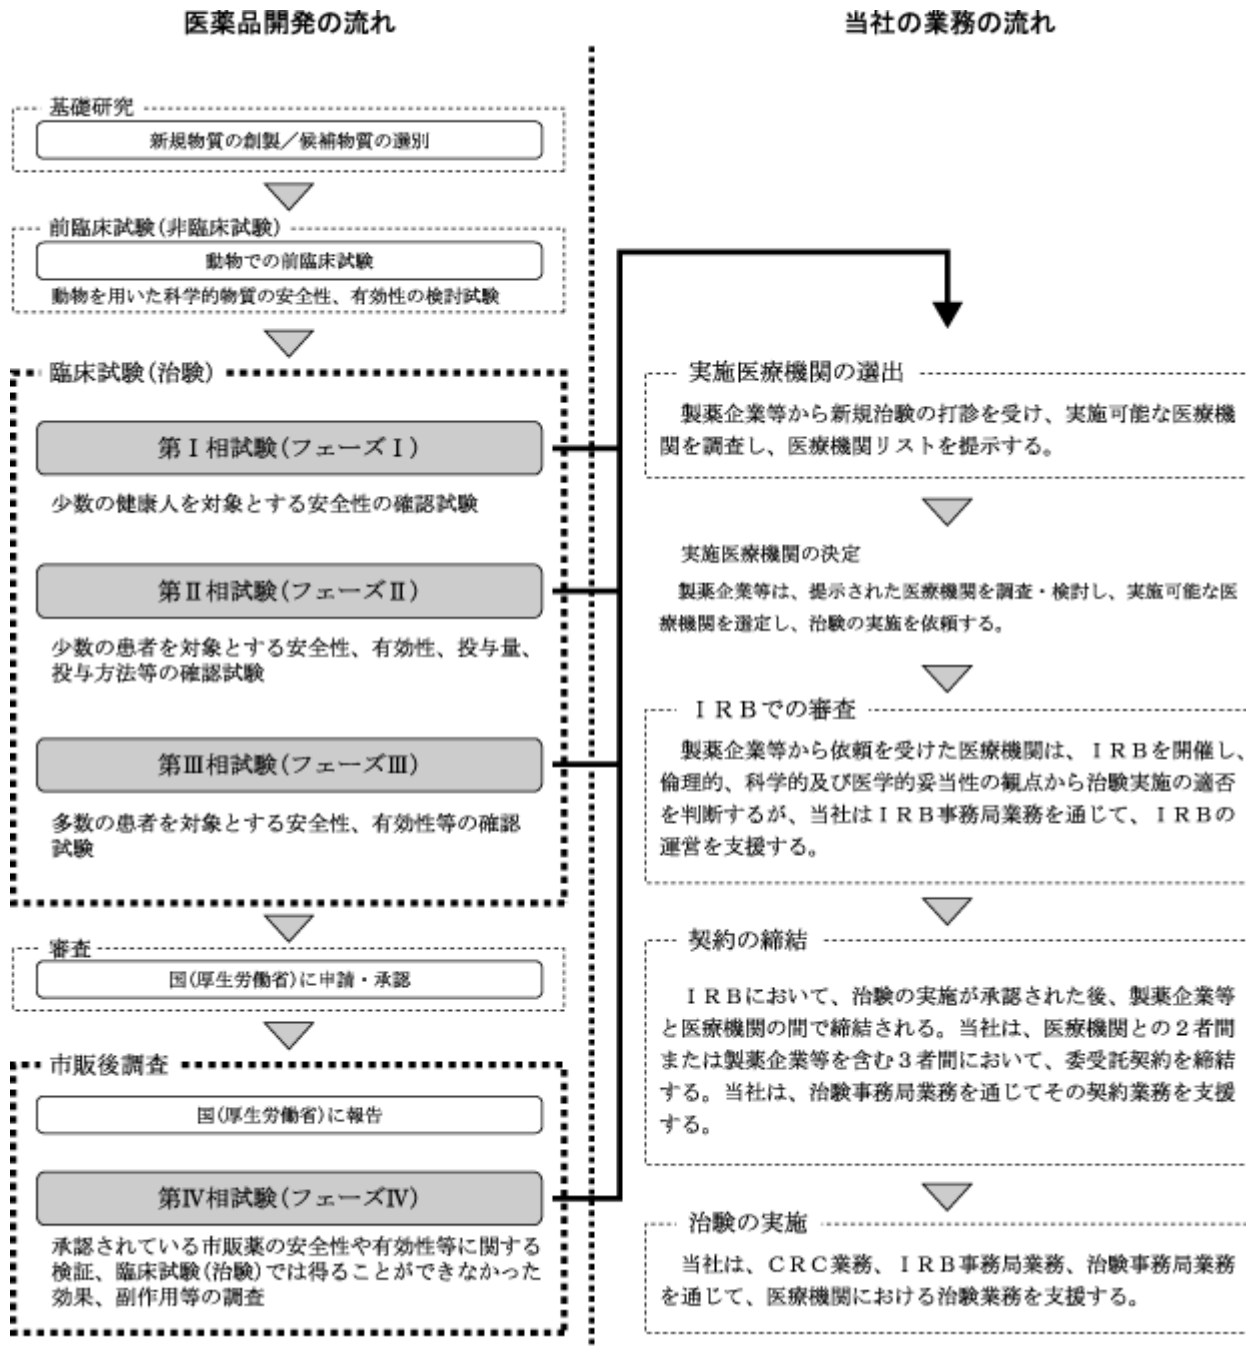 医薬品開発の流れ
基礎研究
新規物質の創製／候補物質の選別
前臨床試験(非臨床試験)
動物での前臨床試験
動物を用いた科学的物質の安全性、有効性の検討試験
臨床試験(治験)
第Ⅰ相試験(フェーズⅠ)
少数の健康人を対象とする安全性の確認試験
第Ⅱ相試験(フェーズⅡ)
少数の患者を対象とする安全性、有効性、投与量、
投与方法等の確認試験
第Ⅲ相試験(フェーズⅢ)
多数の患者を対象とする安全性、有効性等の確認
試験
審査
国(厚生労働省)に申請・承認
市販後調査
国(厚生労働省)に報告
第Ⅳ相試験(フェーズⅣ)
承認されている市販薬の安全性や有効性等に関する
検証、臨床試験(治験)では得ることができなかった
効果、副作用等の調査
当社の業務の流れ
実施医療機関の選出
製薬企業等から新規治験の打診を受け、実施可能な医療機
関を調査し、医療機関リストを提示する。
実施医療機関の決定
製薬企業等は、提示された医療機関を調査・検討し、実施可能な医
療機関を選定し、治験の実施を依頼する。
ＩＲＢでの審査
製薬企業等から依頼を受けた医療機関は、ＩＲＢを開催し、
倫理的、科学的及び医学的妥当性の観点から治験実施の適否
を判断するが、当社はＩＲＢ事務局業務を通じて、ＩＲＢの
運営を支援する。
契約の締結
ＩＲＢにおいて、治験の実施が承認された後、製薬企業等
と医療機関の間で締結される。当社は、医療機関との２者間
または製薬企業等を含む３者間において、委受託契約を締結
する。当社は、治験事務局業務を通じてその契約業務を支援
する。
治験の実施
当社は、ＣＲＣ業務、ＩＲＢ事務局業務、治験事務局業務
を通じて、医療機関における治験業務を支援する。